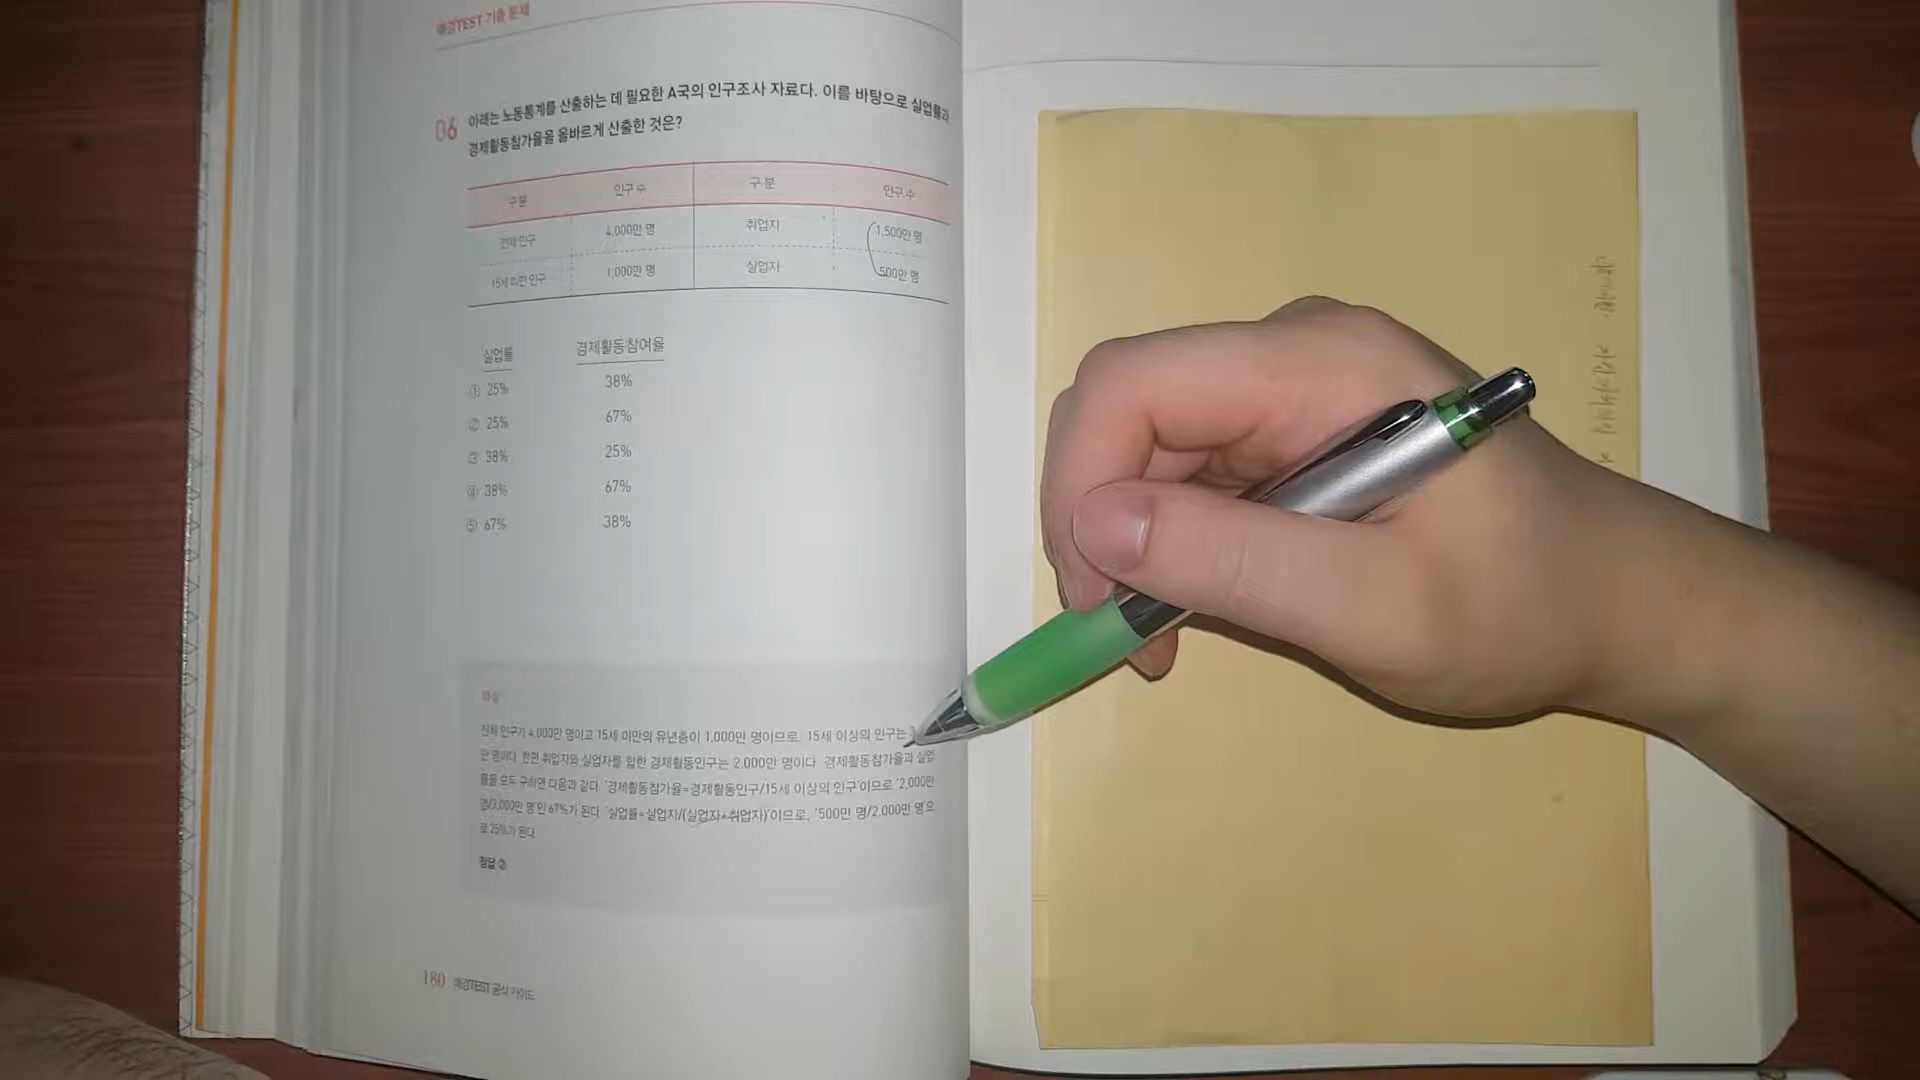 매경TEST 기출 문제
06 아래는 노동통계를 산출하는 데 필요한 A국의 인구조사 자료다. 이를 바탕으로 실업률과
경제활동참가율을 올바르게 산출한 것은?
구분 인구 수 구 분 인구 수
전체 인구 4,000만 명 취업자 1,500만 명
15세 미만 인구 1,000만 명 실업자 500만 명
실업률 경제활동참여율
① 25% 38%
② 25% 67%
③ 38% 25%
④ 38% 67%
⑤ 67% 38%
해설
전체 인구가 4,000만 명이고 15세 미만의 유년층이 1,000만 명이므로, 15세 이상의 인구는
만 명이다. 한편 취업자와 실업자를 합한 경제활동인구는 2,000만 명이다. 경제활동참가율과 실업
률을 모두 구하면 다음과 같다. '경제활동참가율=경제활동인구/15세 이상의 인구'이므로 '2,000만
명/3,000만 명'인 67%가 된다. '실업률=실업자/(실업자+취업자)'이므로, '500만 명/2,000만 명'으
로 25%가 된다.
정답 ②
180 매경TEST 공식 가이드